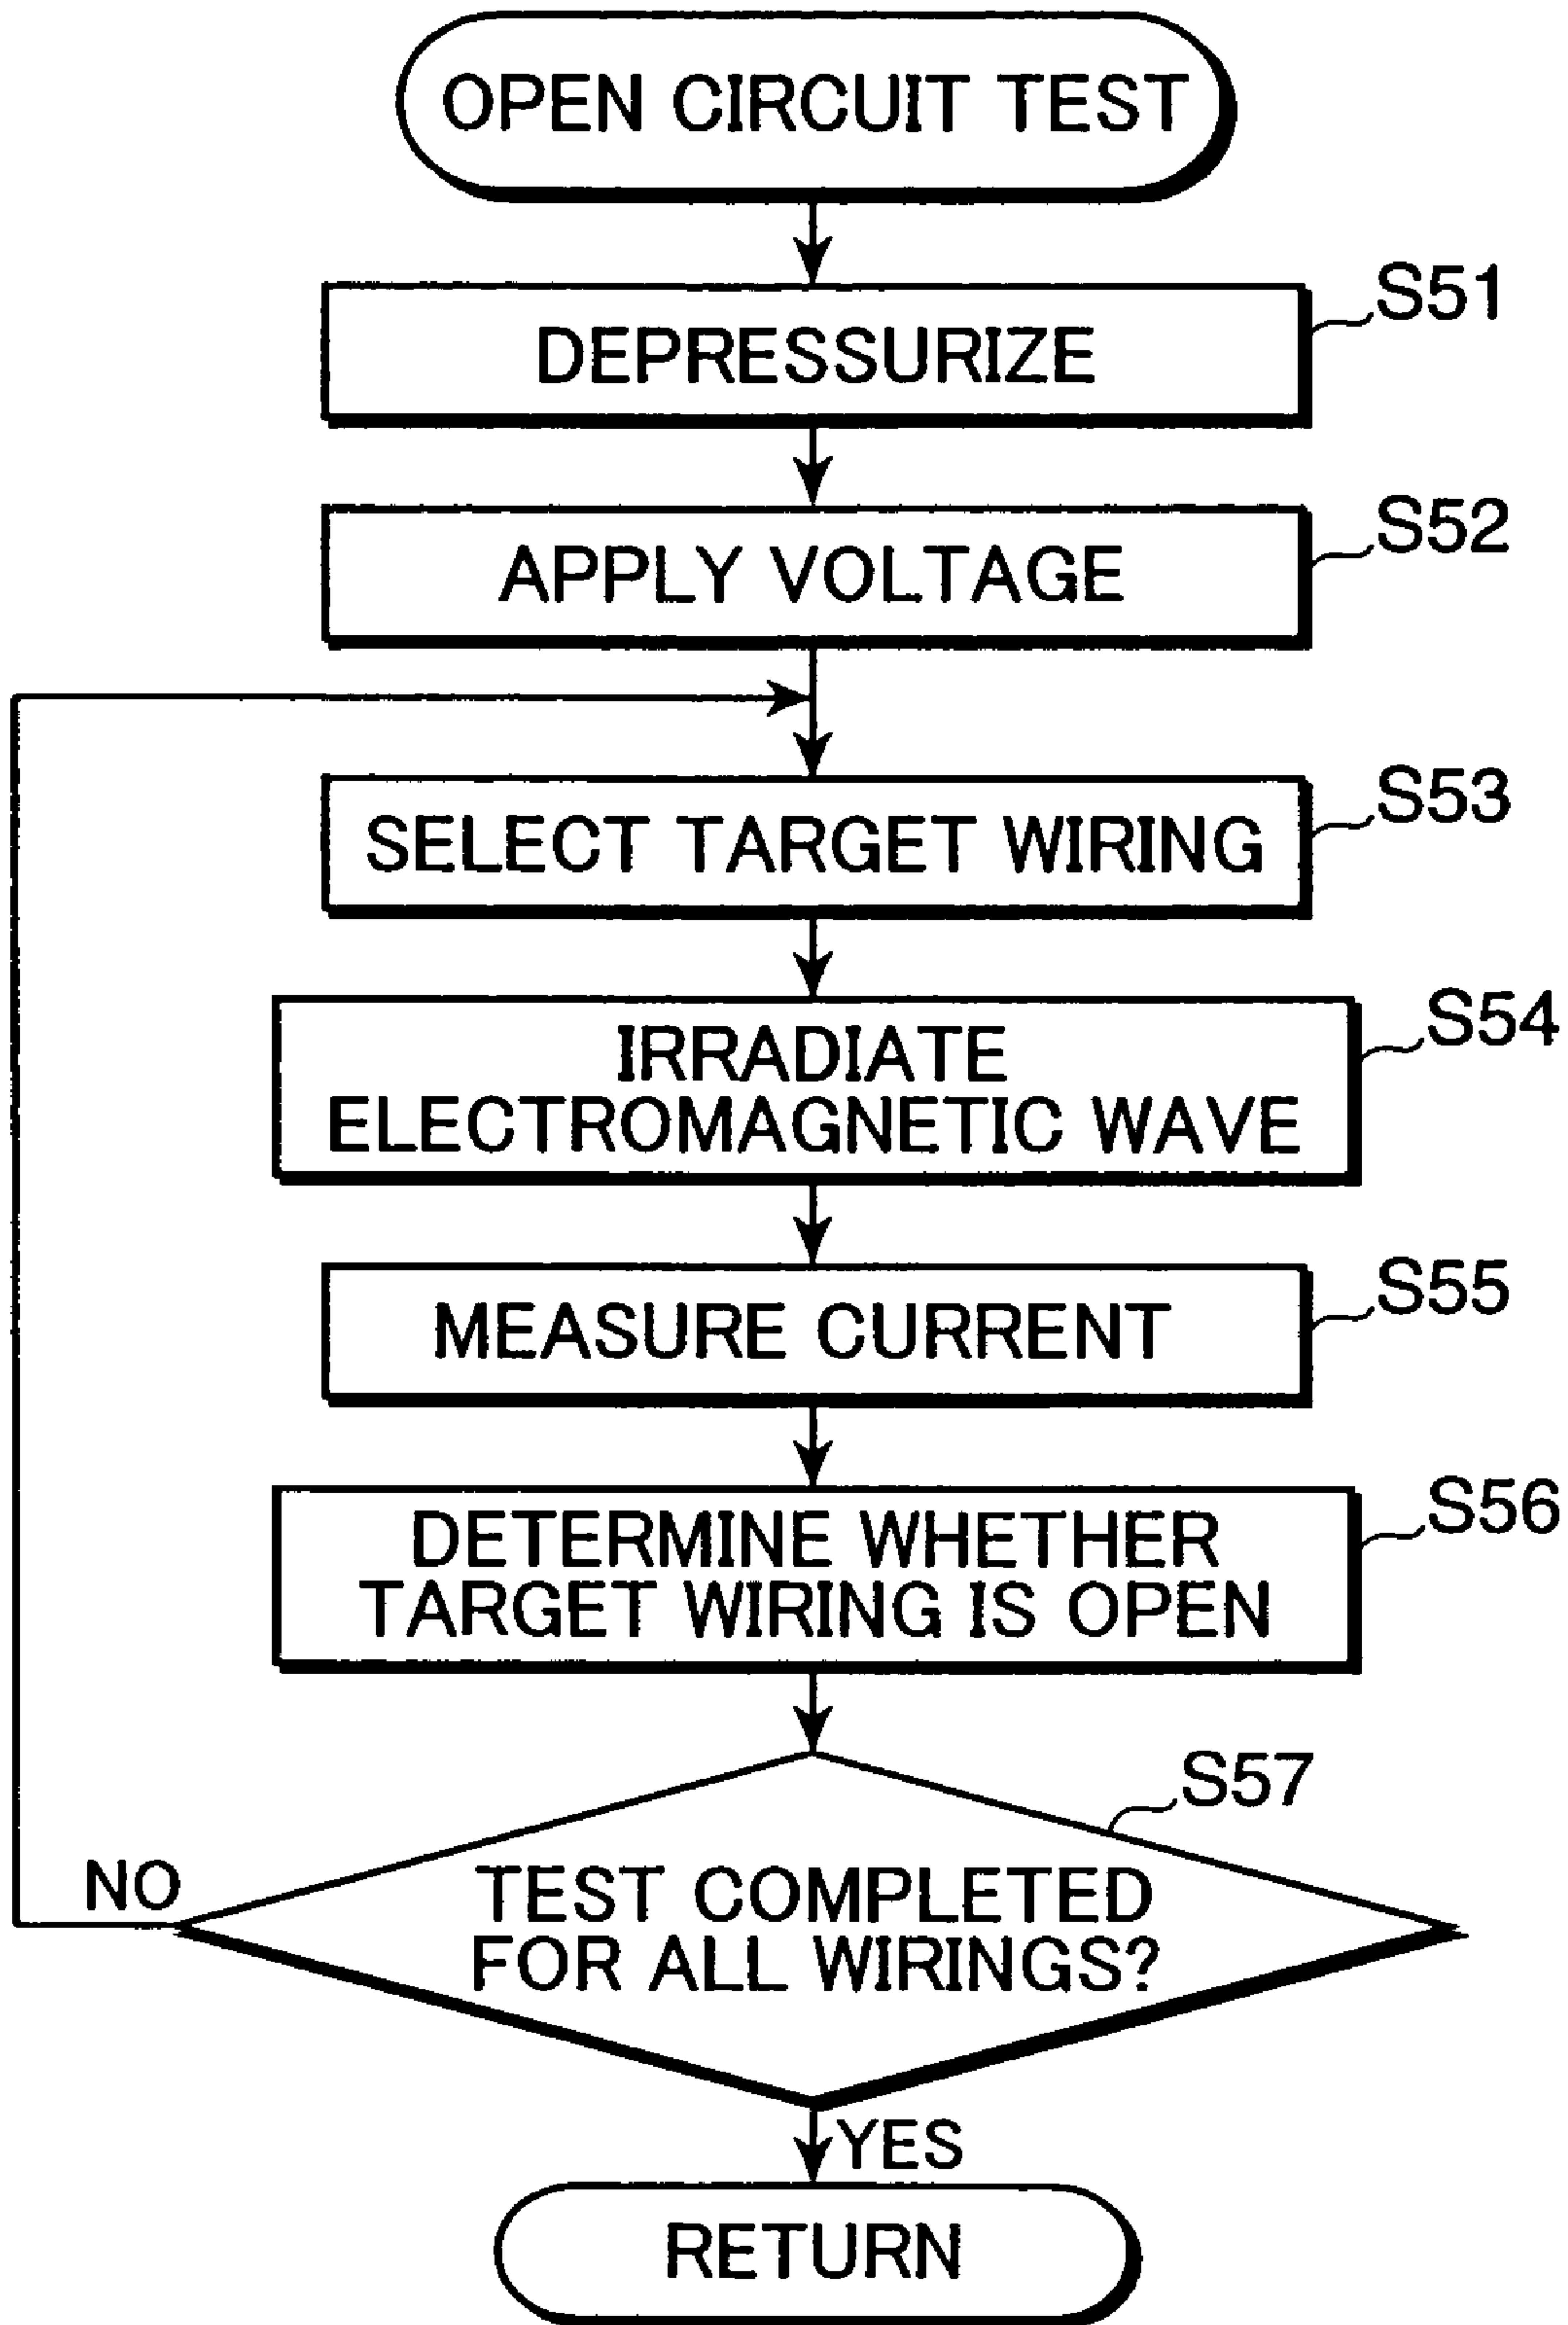 OPEN CIRCUIT TEST
S51
DEPRESSURIZE
S52
APPLY VOLTAGE
S53
SELECT TARGET WIRING
S54
IRRADIATE
ELECTROMAGNETIC WAVE
S55
MEASURE CURRENT
S56
DETERMINE WHETHER
TARGET WIRING IS OPEN
S57
NO
TEST COMPLETED
FOR ALL WIRINGS?
YES
RETURN